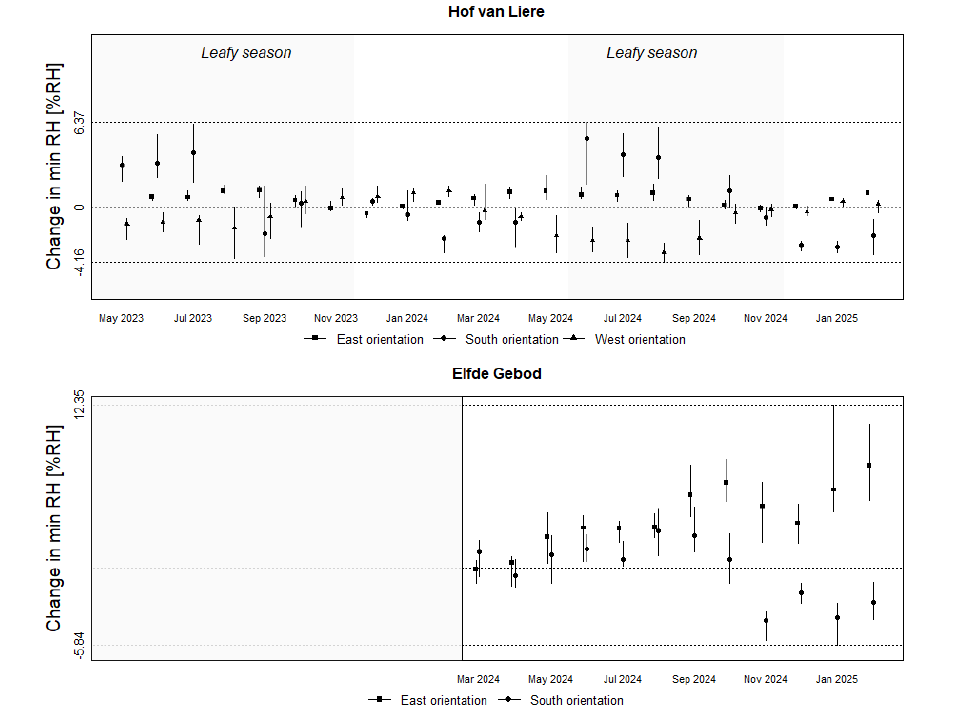 Hof van Liere
Leafy season Leafy season
Change in min RH [%RH]
6.37
0
-4.16
May 2023 Jul 2023 Sep 2023 Nov 2023 Jan 2024 Mar 2024 May 2024 Jul 2024 Sep 2024 Nov 2024 Jan 2025
East orientation South orientation West orientation
Elfde Gebod
Change in min RH [%RH]
12.35
-5.84
Mar 2024 May 2024 Jul 2024 Sep 2024 Nov 2024 Jan 2025
East orientation South orientation